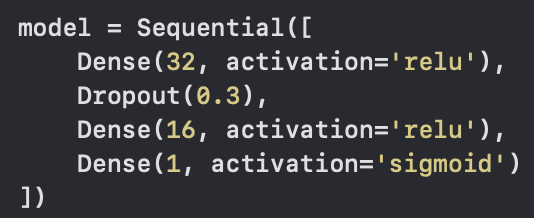 model = Sequential([
    Dense(32, activation='relu'),
    Dropout(0.3),
    Dense(16, activation='relu'),
    Dense(1, activation='sigmoid')
])